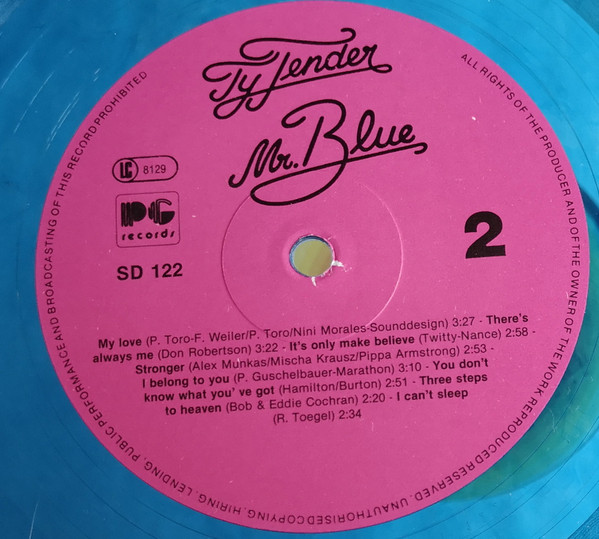 Ty Tender
Mr. Blue
LC 8129
PG
records
SD 122
2
My love (P. Toro-F. Weiler/P. Toro/Nini Morales-Sounddesign) 3:27 - There's
always me (Don Robertson) 3:22 - It's only make believe (Twitty-Nance) 2:58 -
Stronger (Alex Munkas/Mischa Krausz/Pippa Armstrong) 2:53 -
I belong to you (P. Guschelbauer-Marathon) 3:10 - You don't
know what you' ve got (Hamilton/Burton) 2:51 - Three steps
to heaven (Bob & Eddie Cochran) 2:20 - I can't sleep
(R. Toegel) 2:34
ALL RIGHTS OF THE PRODUCER AND OF THE OWNER OF THE WORK REPRODUCED RESERVED. UNAUTHORISED COPYING, HIRING, LENDING, PUBLIC PERFORMANCE AND BROADCASTING OF THIS RECORD PROHIBITED